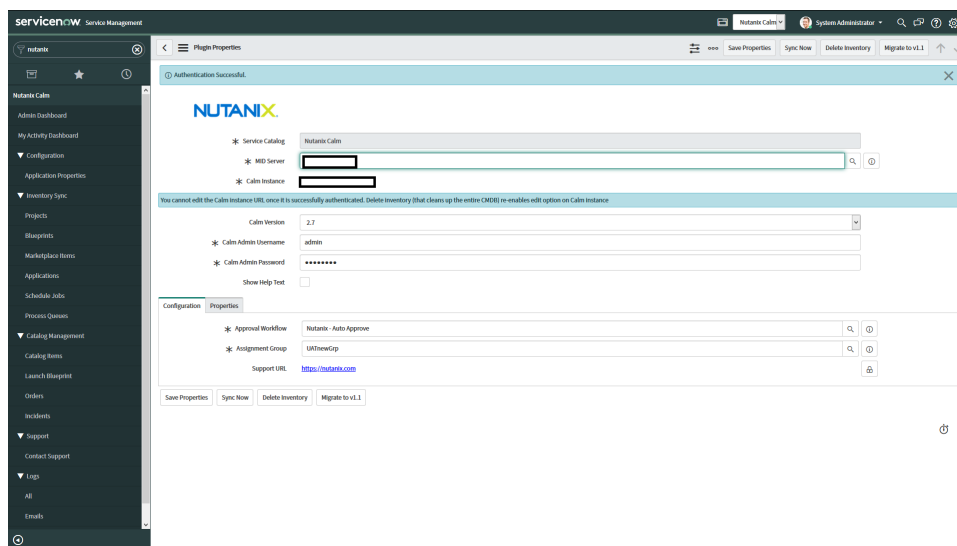 servicenow Service Management
Nutanix Calm
System Administrator
nutanix
Plugin Properties
Save Properties
Sync Now
Delete Inventory
Migrate to v1.1
Authentication Successful.
Nutanix Calm
Admin Dashboard
My Activity Dashboard
Configuration
Application Properties
Inventory Sync
Projects
Blueprints
Marketplace Items
Applications
Schedule Jobs
Process Queues
Catalog Management
Catalog Items
Launch Blueprint
Orders
Incidents
Support
Contact Support
Logs
All
Emails
NUTANIX.
Service Catalog Nutanix Calm
MID Server
Calm Instance
You cannot edit the Calm instance URL once it is successfully authenticated. Delete Inventory (that cleans up the entire CMDB) re-enables edit option on Calm instance
Calm Version 2.7
Calm Admin Username admin
Calm Admin Password
Show Help Text
Configuration Properties
Approval Workflow Nutanix - Auto Approve
Assignment Group UATnewGrp
Support URL https://nutanix.com
Save Properties Sync Now Delete Inventory Migrate to v1.1